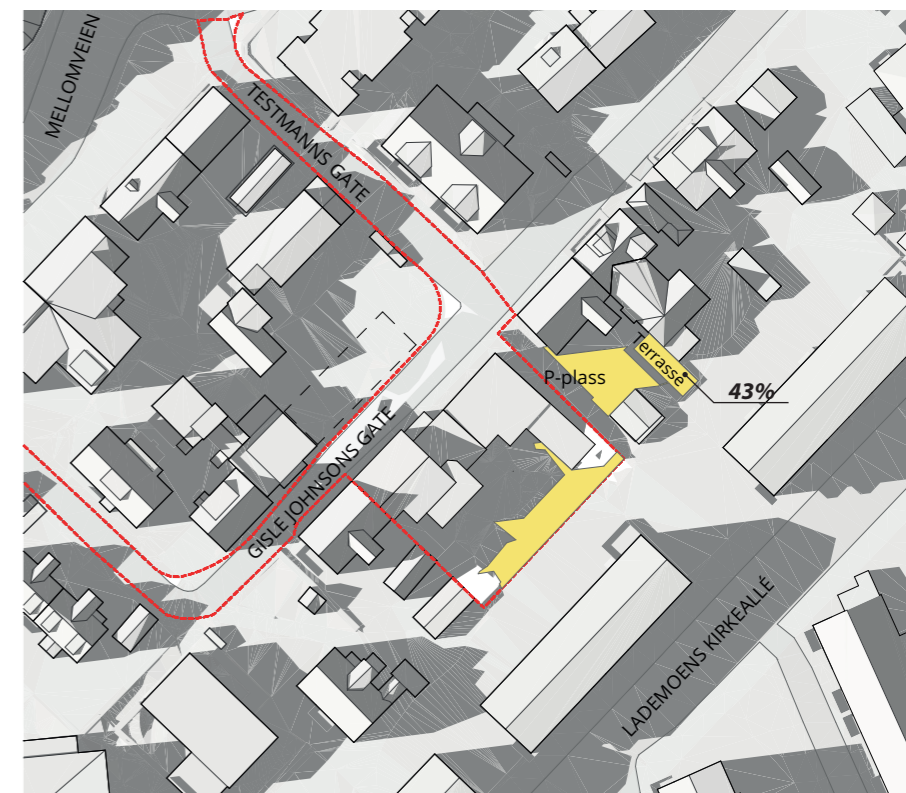 MELLOMVEIEN
TESTMANNS GATE
Terrasse
P-plass
43%
GISLE JOHNSONS GATE
LADEMOENS KIRKEALLÉ